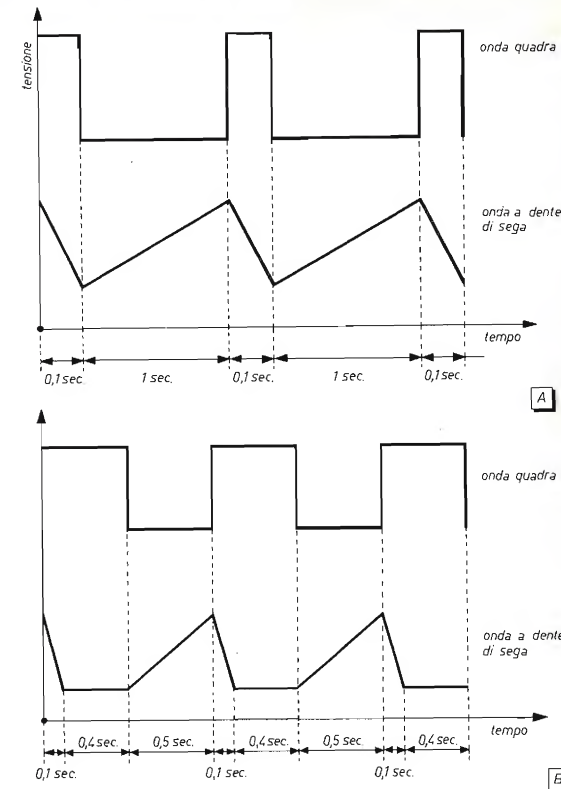 tensione
onda quadra
onda a dente
di sega
tempo
0,1 sec. 1 sec. 0,1 sec. 1 sec. 0,1 sec.
A
onda quadra
onda a dente
di sega
tempo
0,4 sec. 0,5 sec. 0,4 sec. 0,5 sec. 0,4 sec.
0,1 sec. 0,1 sec. 0,1 sec.
B